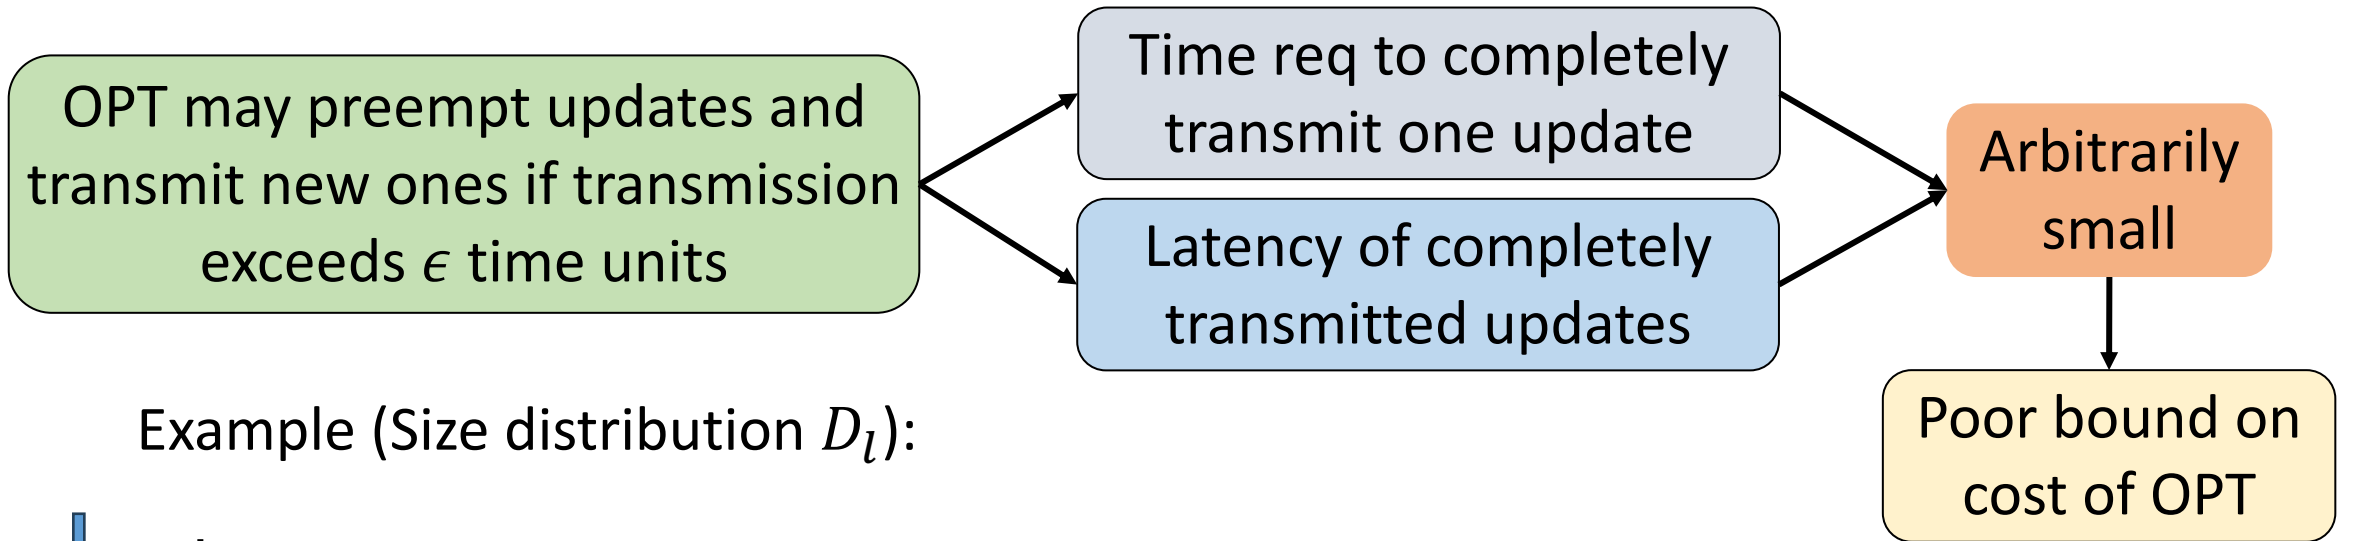 OPT may preempt updates and
transmit new ones if transmission
exceeds ϵ time units
Time req to completely
transmit one update
Latency of completely
transmitted updates
Arbitrarily
small
Poor bound on
cost of OPT
Example (Size distribution D_l):